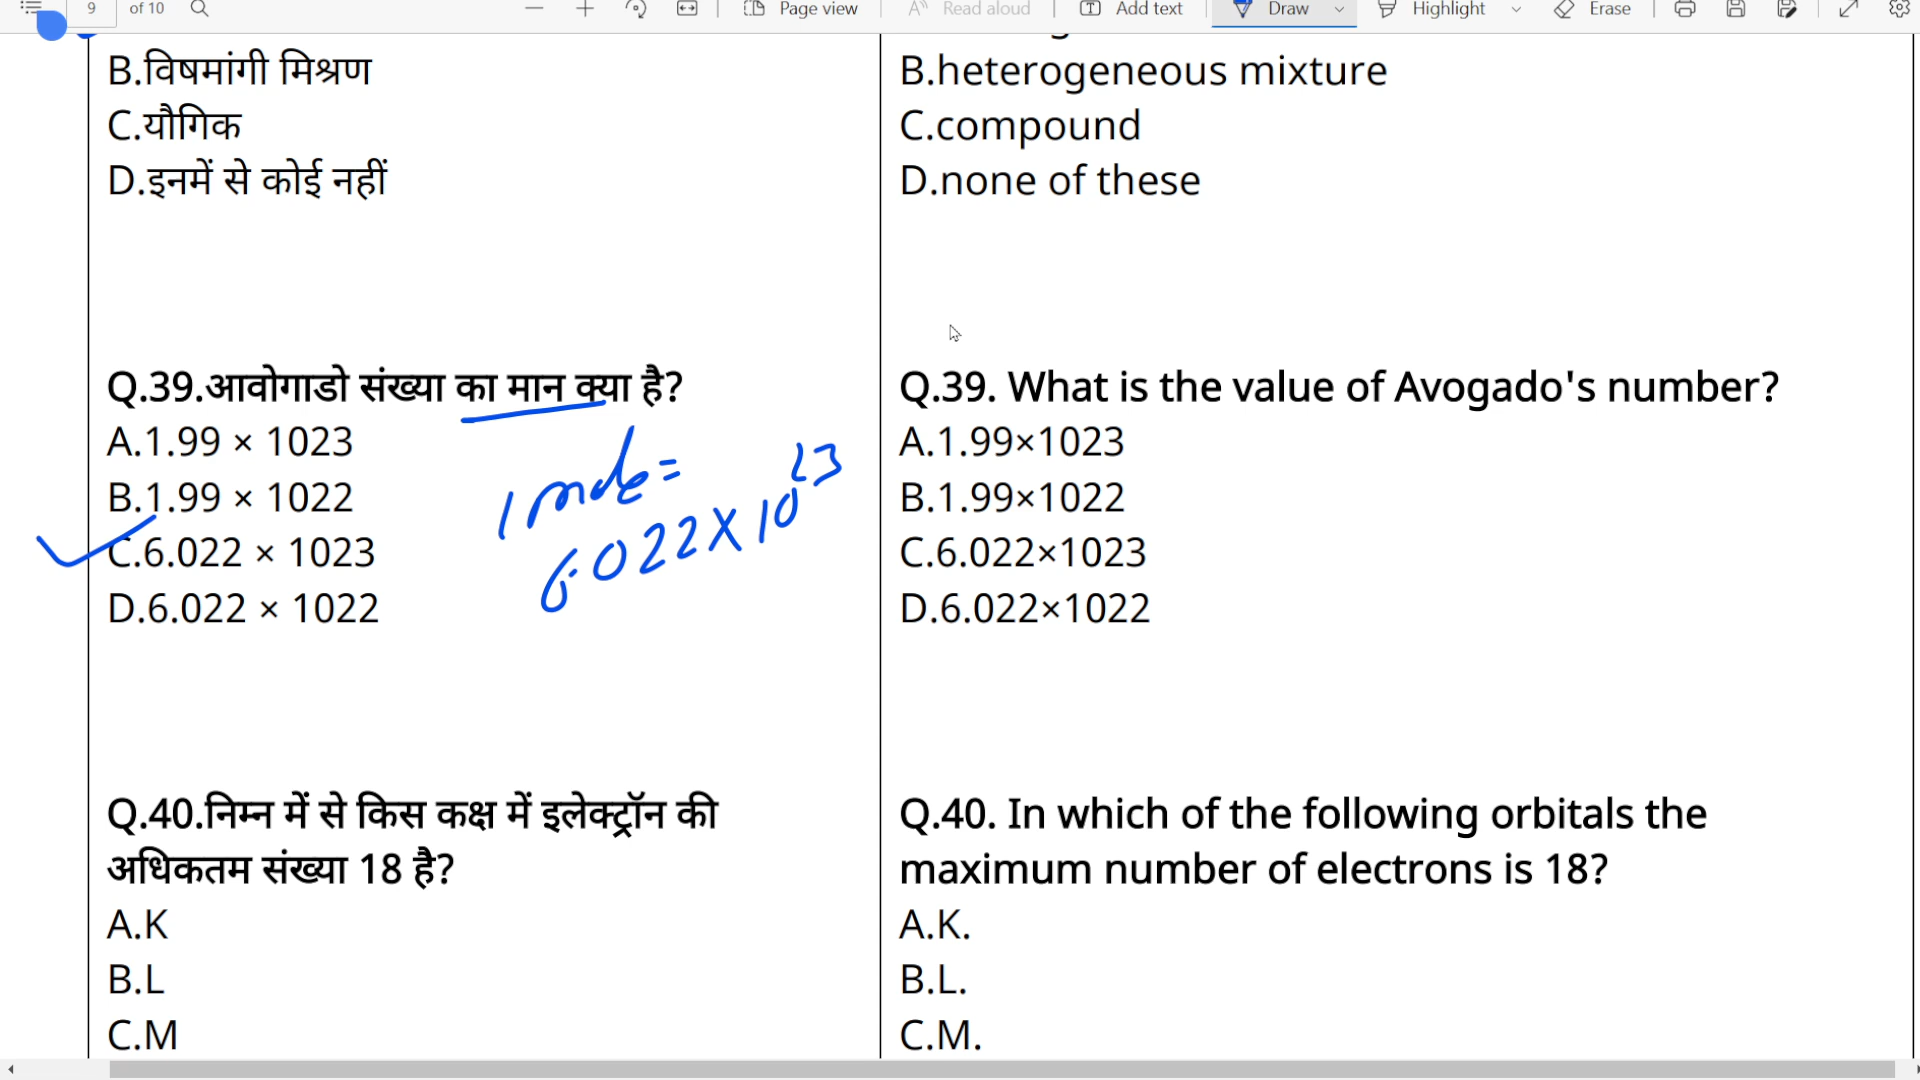 9 of 10 Page view Read aloud Add text Draw Highlight Erase
B.विषमांगी मिश्रण
C.यौगिक
D.इनमें से कोई नहीं
B.heterogeneous mixture
C.compound
D.none of these
Q.39.आवोगाडो संख्या का मान क्या है?
A.1.99 × 1023
B.1.99 × 1022
C.6.022 × 1023
D.6.022 × 1022
1 mole =
6.022 X 10²³
Q.39. What is the value of Avogado's number?
A.1.99×1023
B.1.99×1022
C.6.022×1023
D.6.022×1022
Q.40.निम्न में से किस कक्ष में इलेक्ट्रॉन की
अधिकतम संख्या 18 है?
A.K
B.L
C.M
Q.40. In which of the following orbitals the
maximum number of electrons is 18?
A.K.
B.L.
C.M.